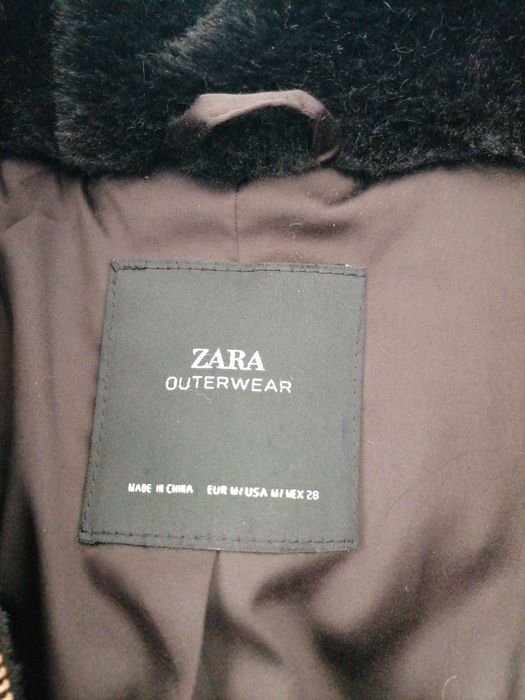 ZARA
OUTERWEAR
MADE IN CHINA EUR M/USA M/ MEX 28